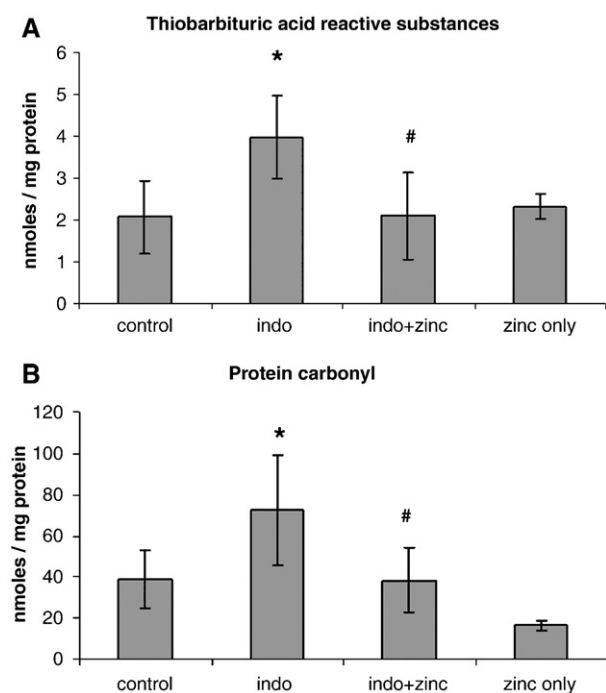 A
Thiobarbituric acid reactive substances
nmoles / mg protein
6
5
4
3
2
1
0
*
#
control
indo
indo+zinc
zinc only
B
Protein carbonyl
nmoles / mg protein
120
100
80
60
40
20
0
*
#
control
indo
indo+zinc
zinc only